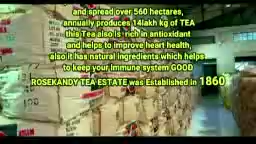 and spread over 560 hectares,
annually produces 14lakh kg of TEA
this Tea also is rich in antioxidant
and helps to improve heart health,
also it has natural ingredients which helps
to keep your Immune system GOOD
ROSEKANDY TEA ESTATE was Established in 1860